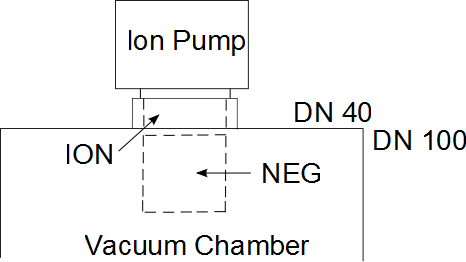 Ion Pump
DN 40
DN 100
ION
NEG
Vacuum Chamber